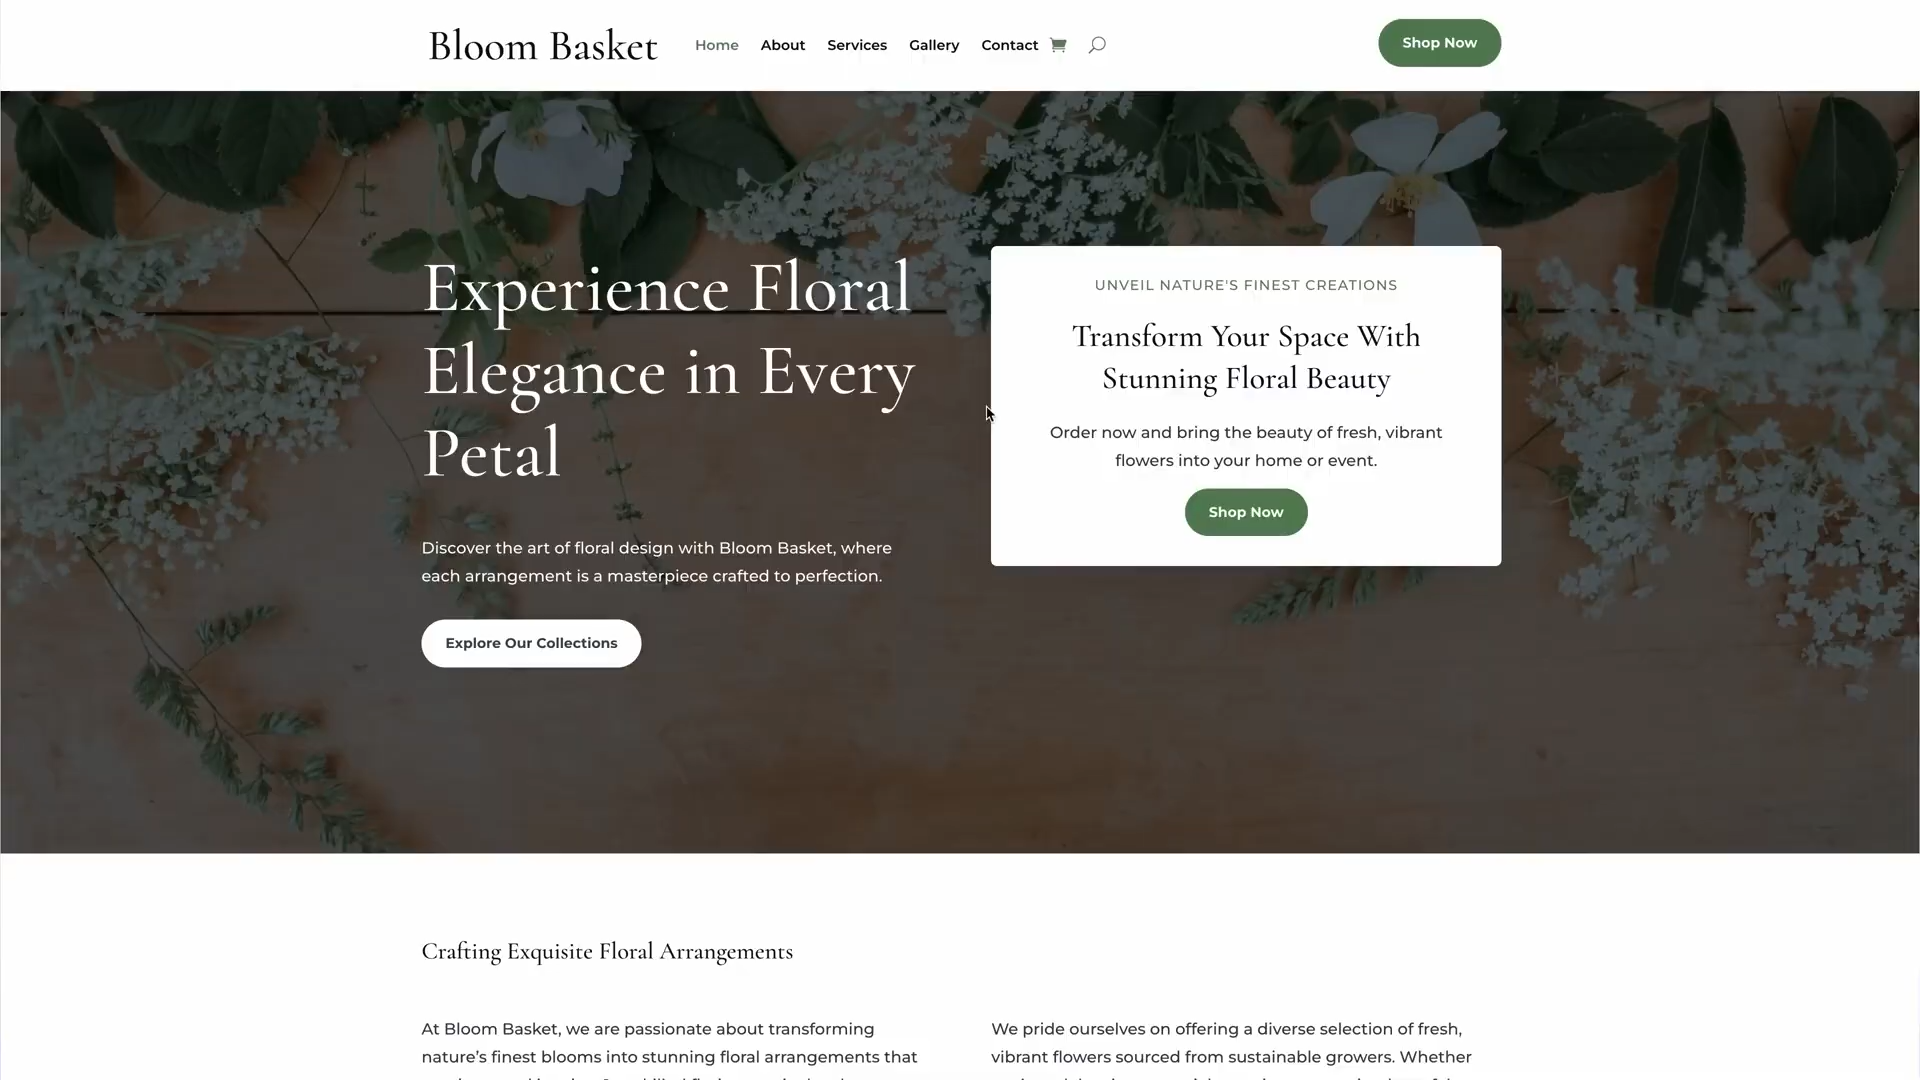 Bloom Basket
Home
About
Services
Gallery
Contact
Shop Now
Experience Floral
Elegance in Every
Petal
Discover the art of floral design with Bloom Basket, where
each arrangement is a masterpiece crafted to perfection.
Explore Our Collections
UNVEIL NATURE'S FINEST CREATIONS
Transform Your Space With
Stunning Floral Beauty
Order now and bring the beauty of fresh, vibrant
flowers into your home or event.
Shop Now
Crafting Exquisite Floral Arrangements
At Bloom Basket, we are passionate about transforming
nature’s finest blooms into stunning floral arrangements that
We pride ourselves on offering a diverse selection of fresh,
vibrant flowers sourced from sustainable growers. Whether